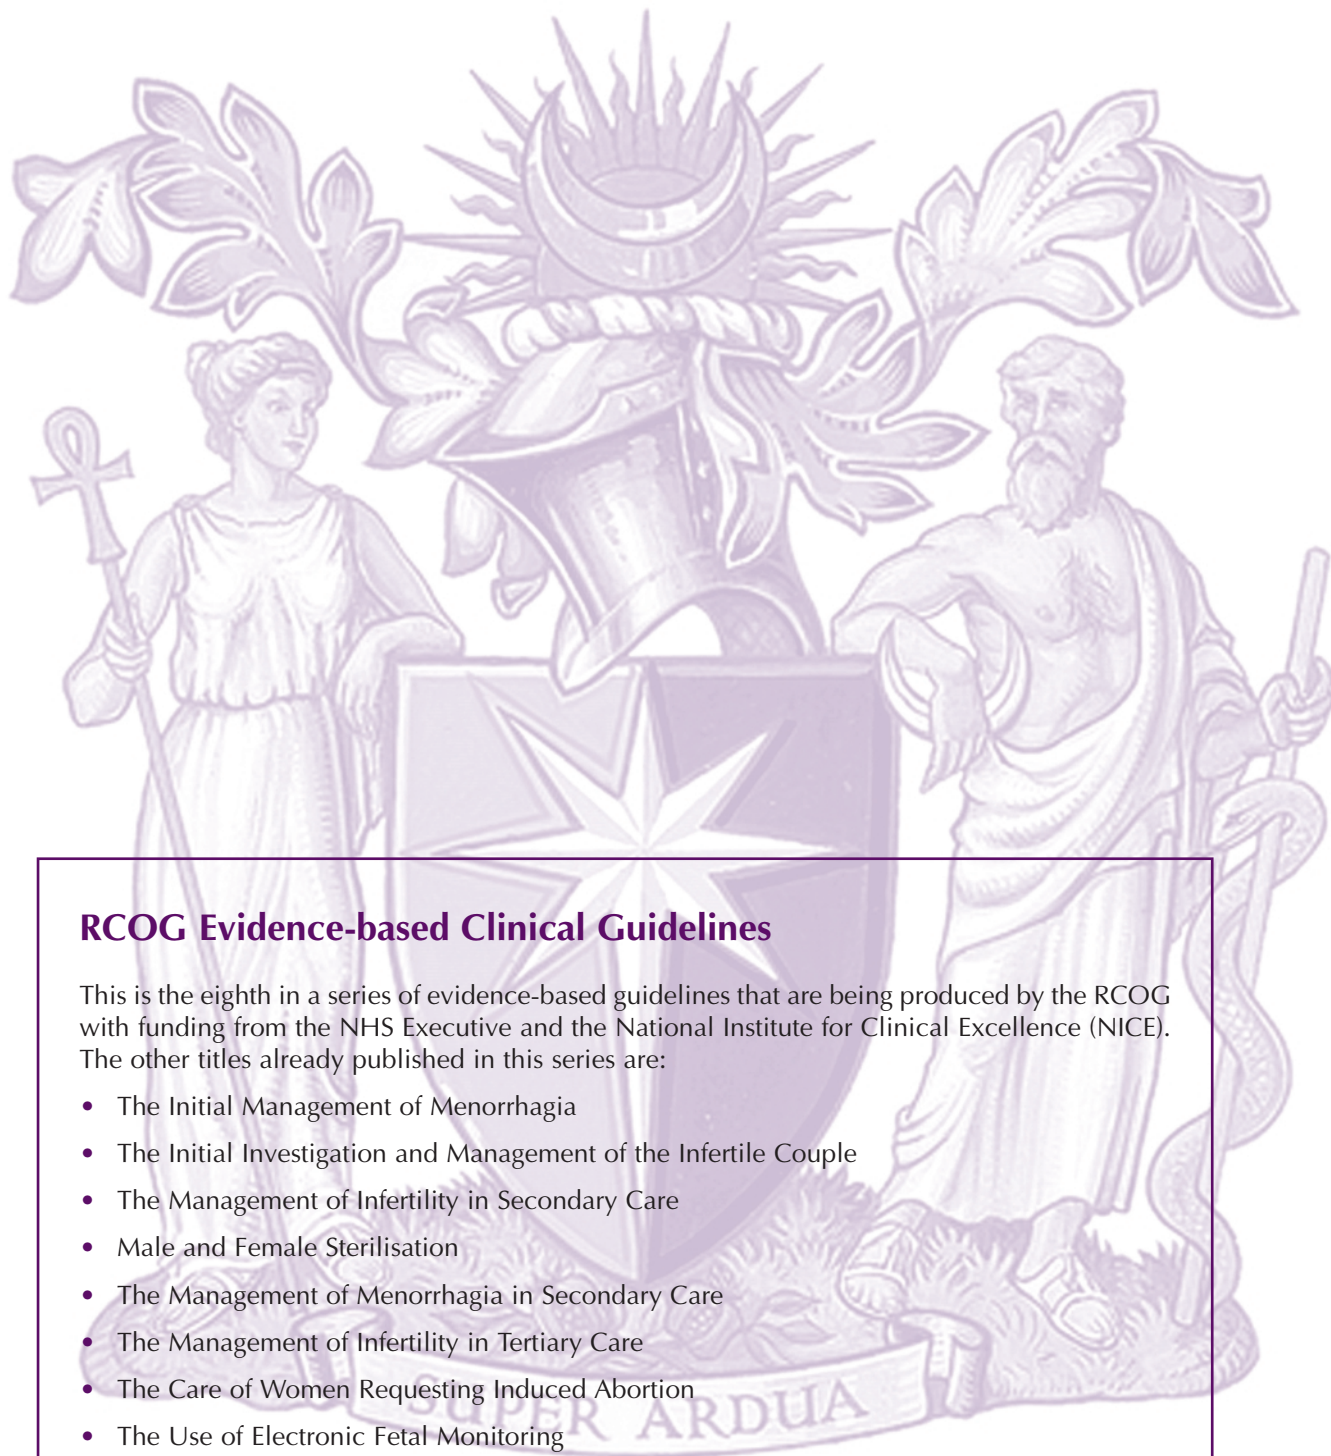 RCOG Evidence-based Clinical Guidelines
This is the eighth in a series of evidence-based guidelines that are being produced by the RCOG
with funding from the NHS Executive and the National Institute for Clinical Excellence (NICE).
The other titles already published in this series are:
• The Initial Management of Menorrhagia
• The Initial Investigation and Management of the Infertile Couple
• The Management of Infertility in Secondary Care
• Male and Female Sterilisation
• The Management of Menorrhagia in Secondary Care
• The Management of Infertility in Tertiary Care
• The Care of Women Requesting Induced Abortion
SUPER ARDUA
• The Use of Electronic Fetal Monitoring